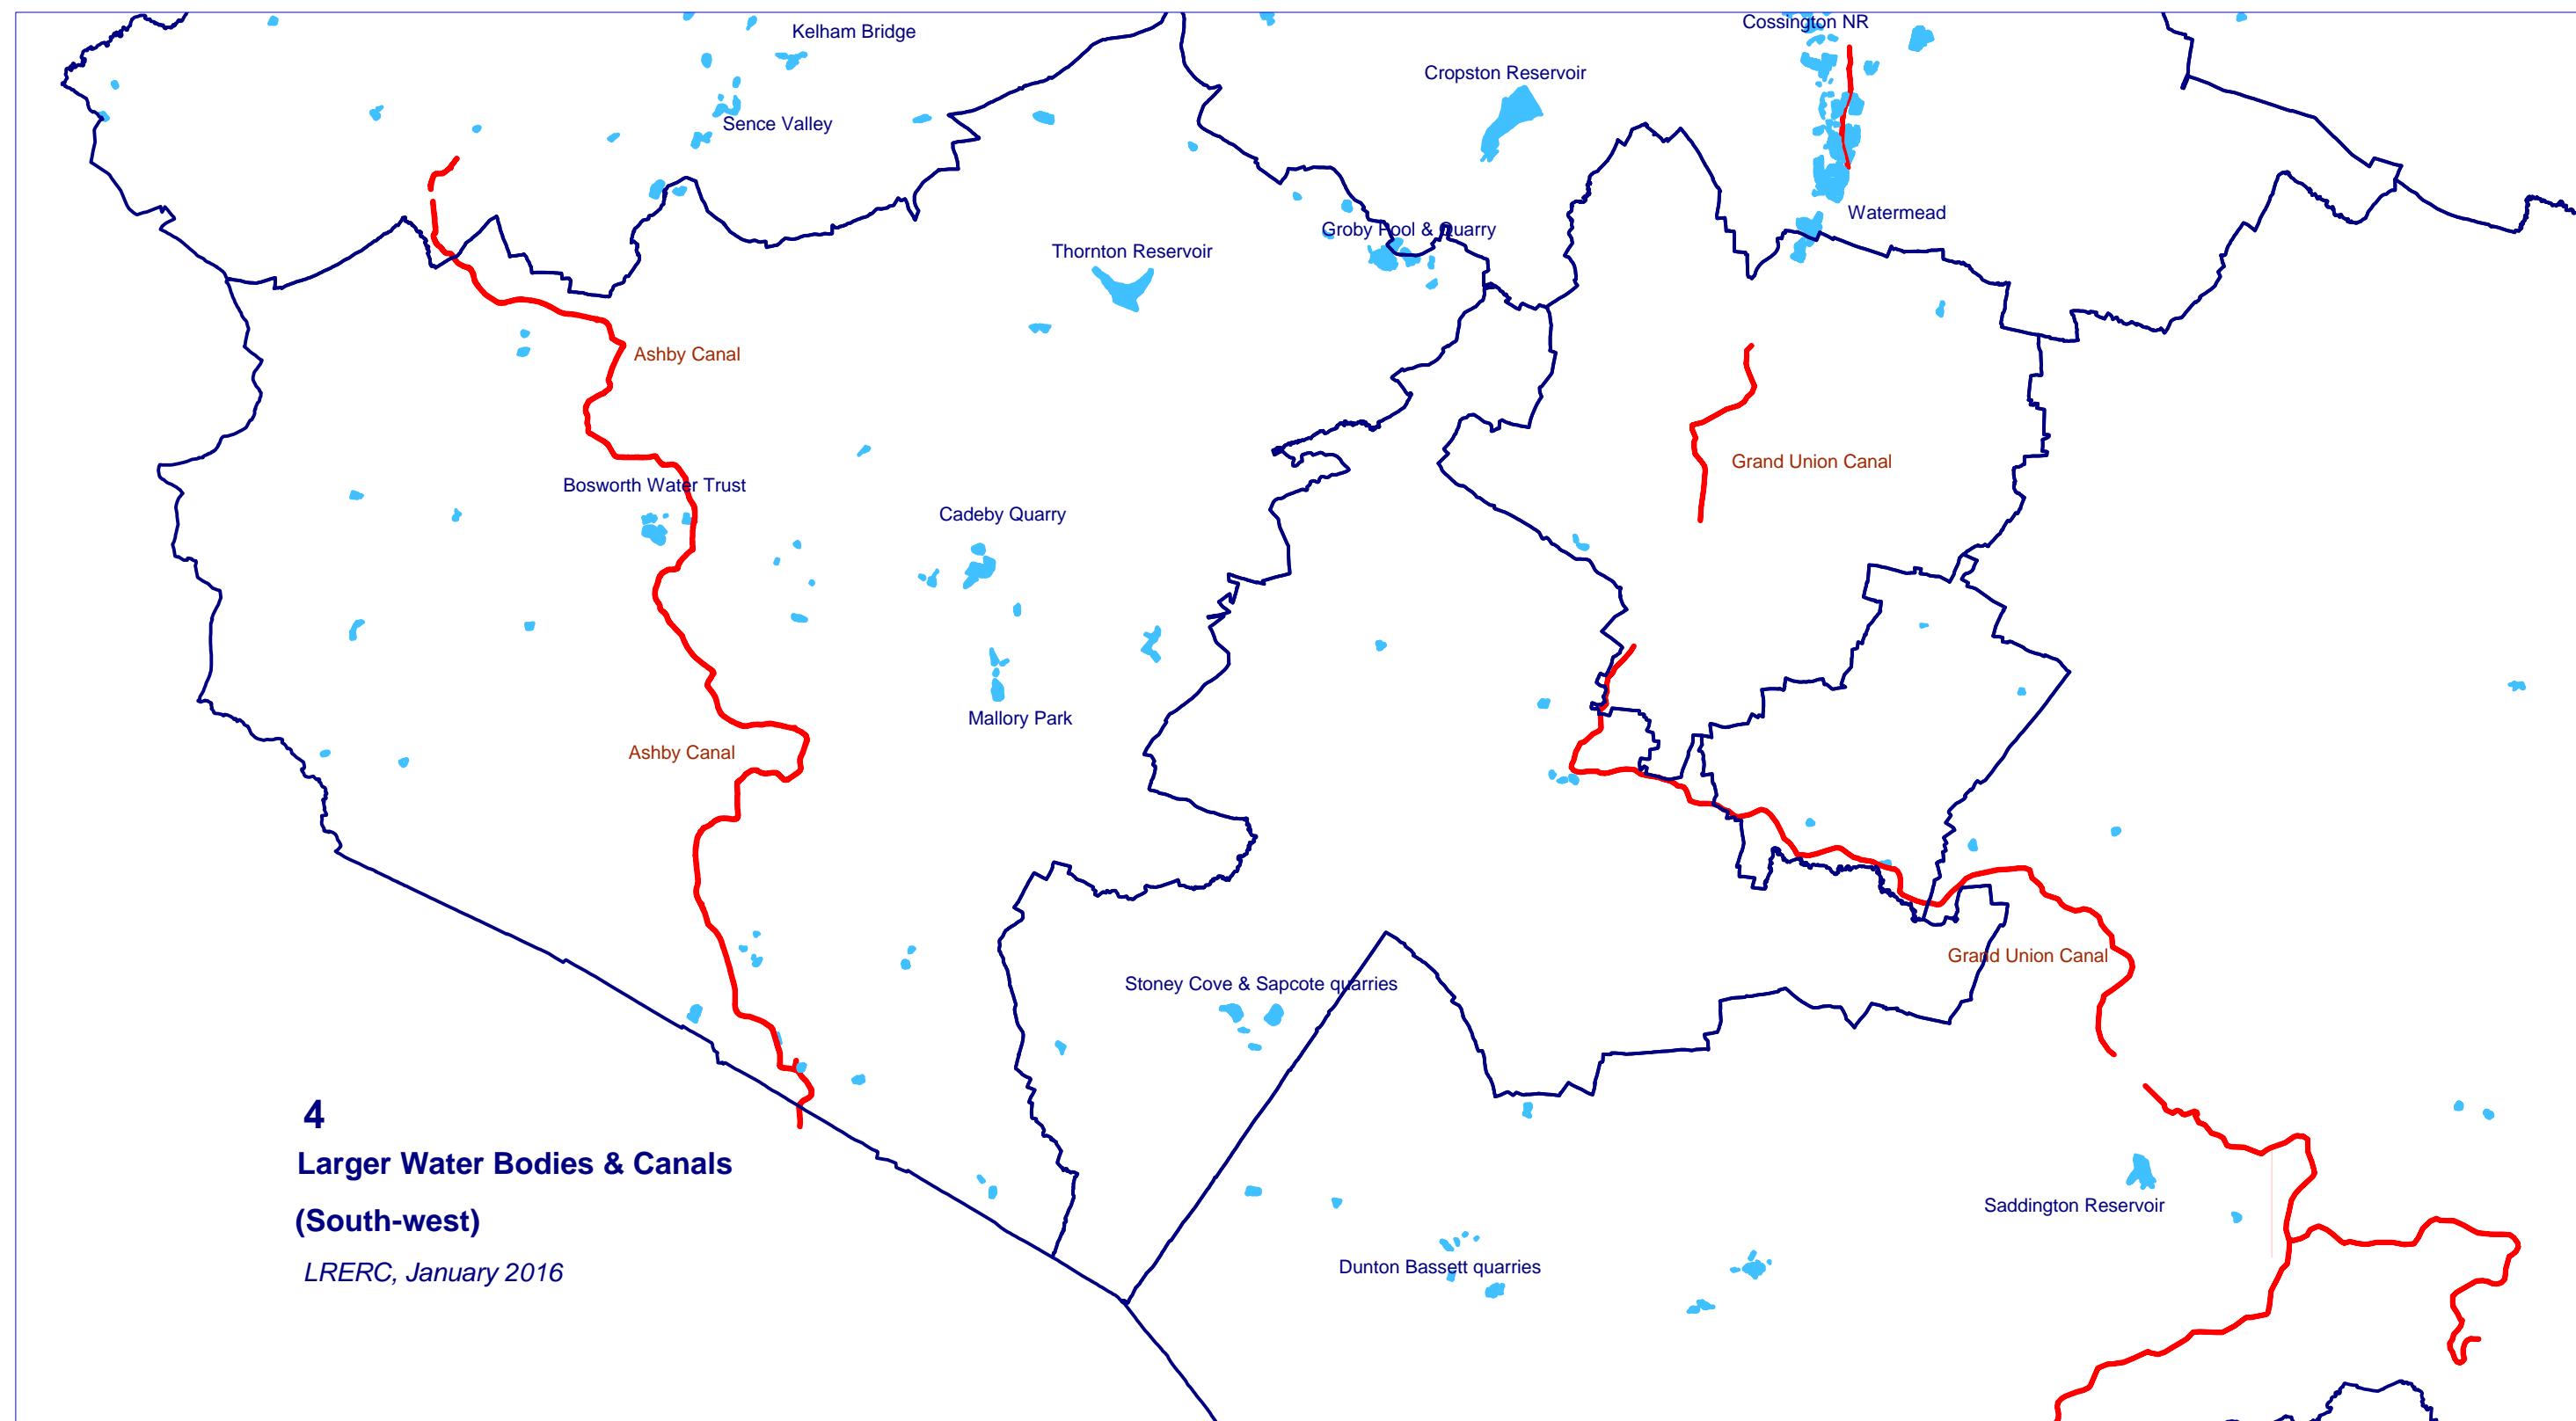 Cossington NR
Kelham Bridge
Cropston Reservoir
Sence Valley
Watermead
Groby Pool & Quarry
Thornton Reservoir
Ashby Canal
Grand Union Canal
Bosworth Water Trust
Cadeby Quarry
Mallory Park
Ashby Canal
Grand Union Canal
Stoney Cove & Sapcote quarries
4
Larger Water Bodies & Canals
(South-west)
LRERC, January 2016
Saddington Reservoir
Dunton Bassett quarries